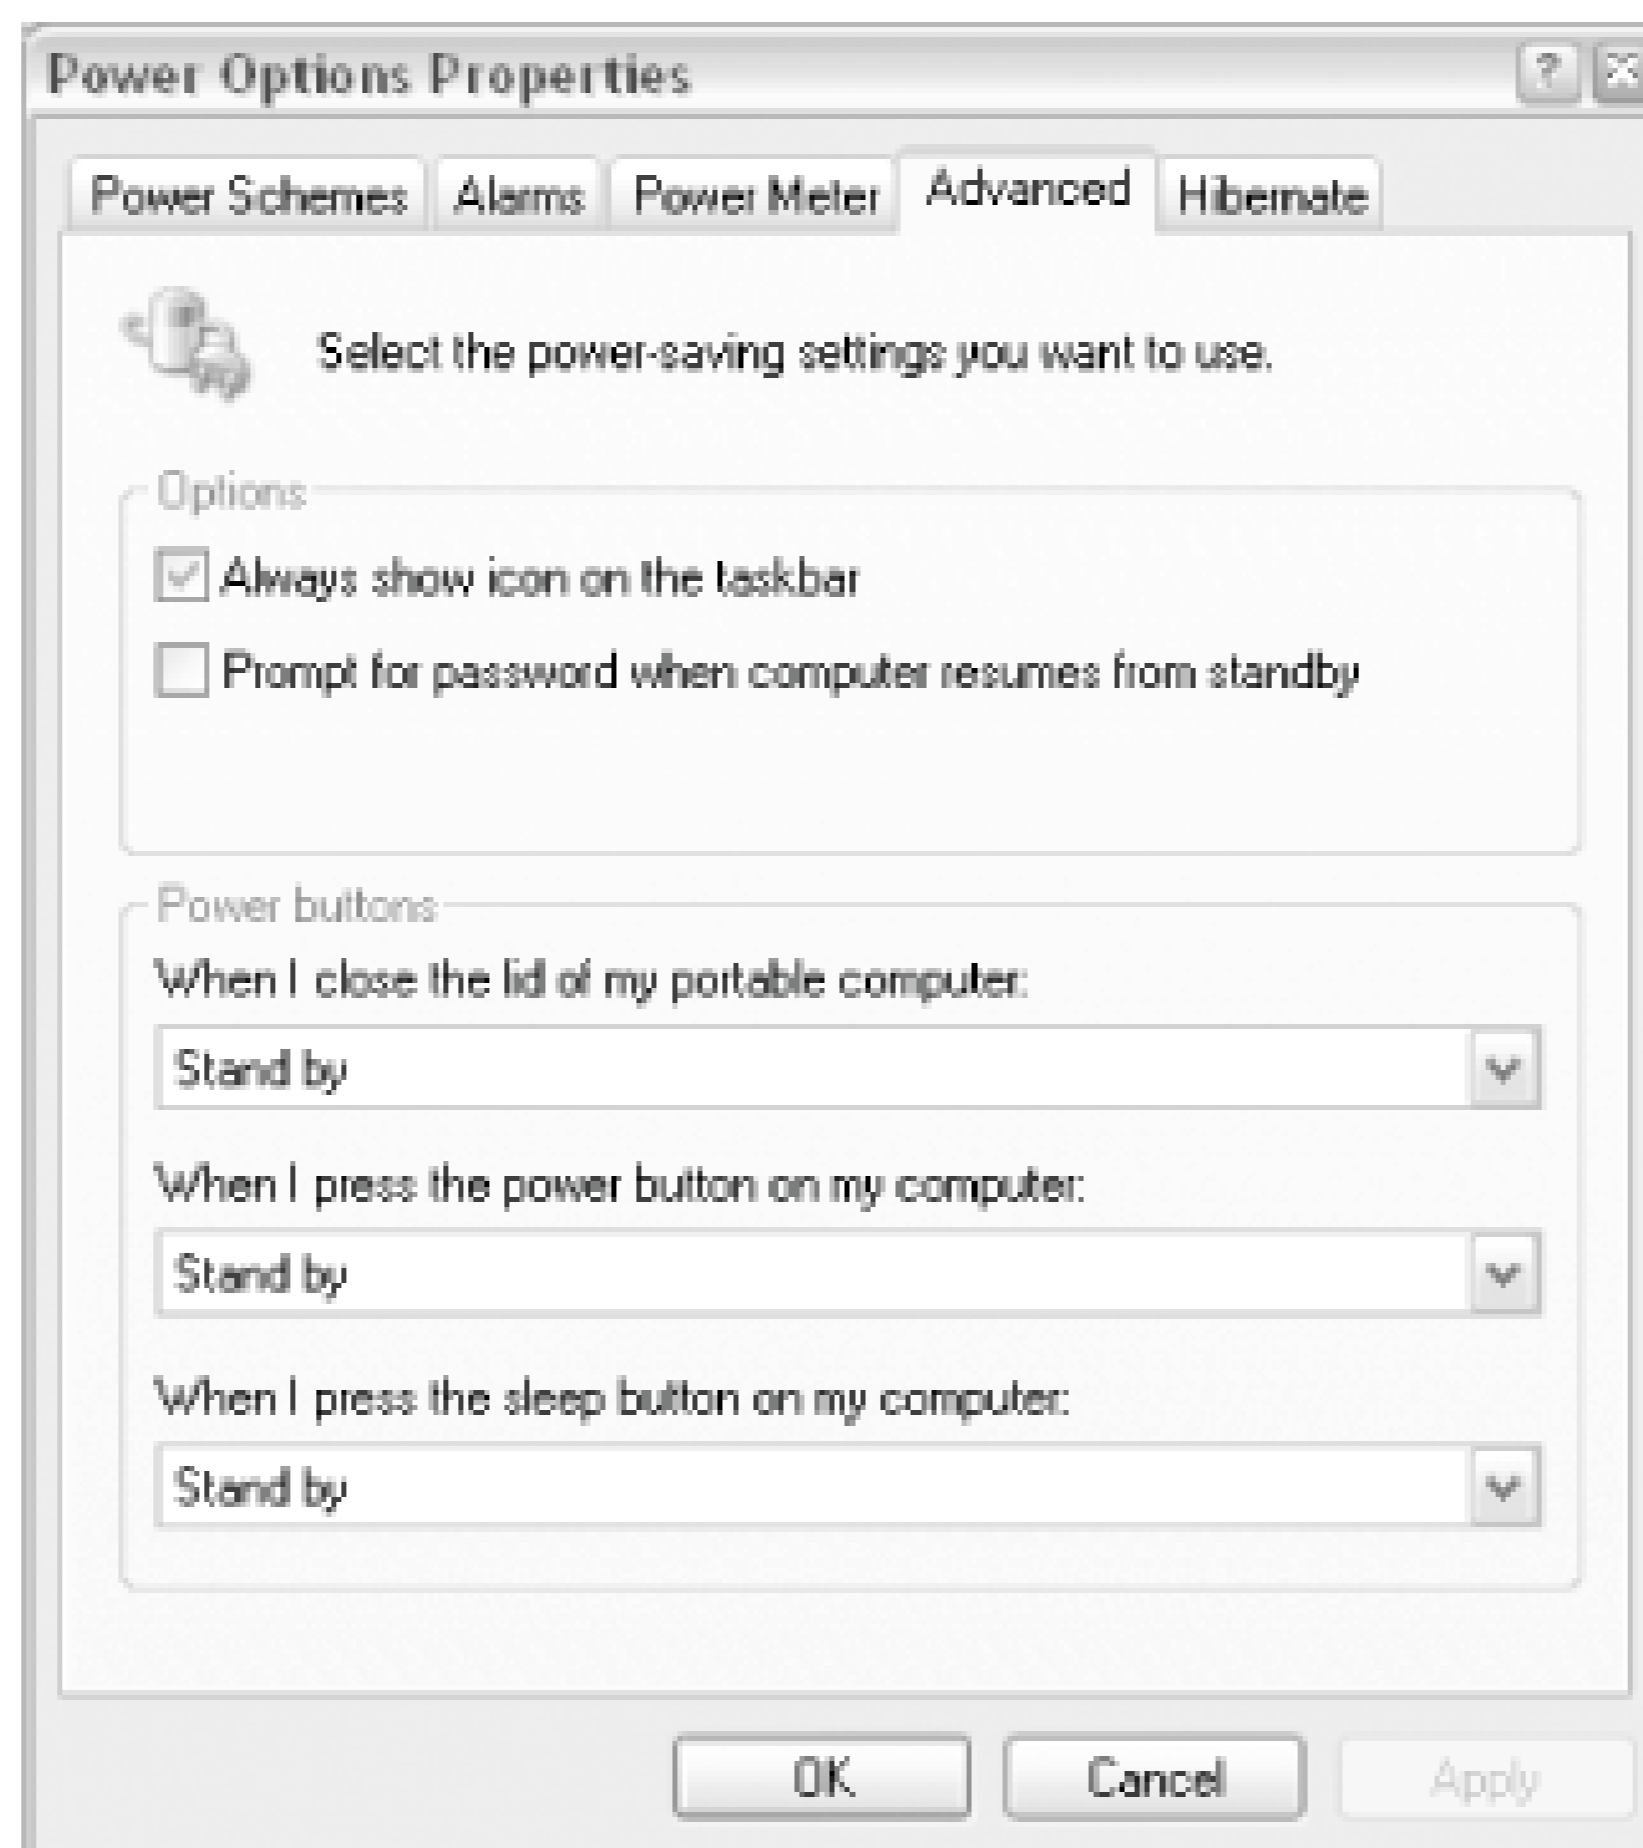 Power Options Properties ?
Power Schemes Alarms Power Meter Advanced Hibernate
Select the power-saving settings you want to use.
Options
Always show icon on the taskbar
Prompt for password when computer resumes from standby
Power buttons
When I close the lid of my portable computer:
Stand by
When I press the power button on my computer:
Stand by
When I press the sleep button on my computer:
Stand by
OK Cancel Apply